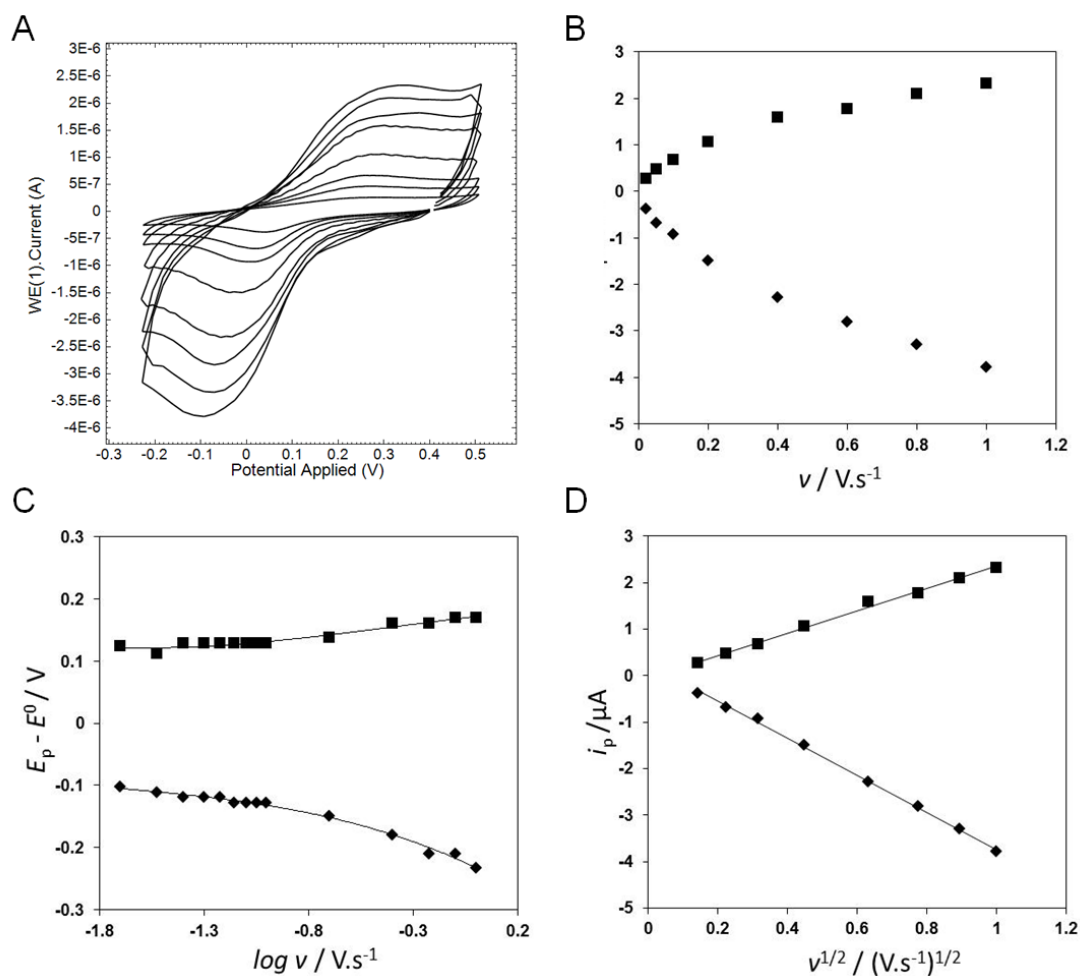 A
3E-6
2.5E-6
2E-6
1.5E-6
1E-6
5E-7
0
-5E-7
-1E-6
-1.5E-6
-2E-6
-2.5E-6
-3E-6
-3.5E-6
-4E-6
WE(1).Current (A)
-0.3 -0.2 -0.1 0 0.1 0.2 0.3 0.4 0.5
Potential Applied (V)
B
3
2
1
0
-1
-2
-3
-4
-5
0 0.2 0.4 0.6 0.8 1 1.2
v / V.s⁻¹
C
0.3
0.2
0.1
0
-0.1
-0.2
-0.3
Eₚ - E⁰ / V
-1.8 -1.3 -0.8 -0.3 0.2
log v / V.s⁻¹
D
3
2
1
0
-1
-2
-3
-4
-5
iₚ /µA
0 0.2 0.4 0.6 0.8 1 1.2
v¹ᐟ² / (V.s⁻¹)¹ᐟ²